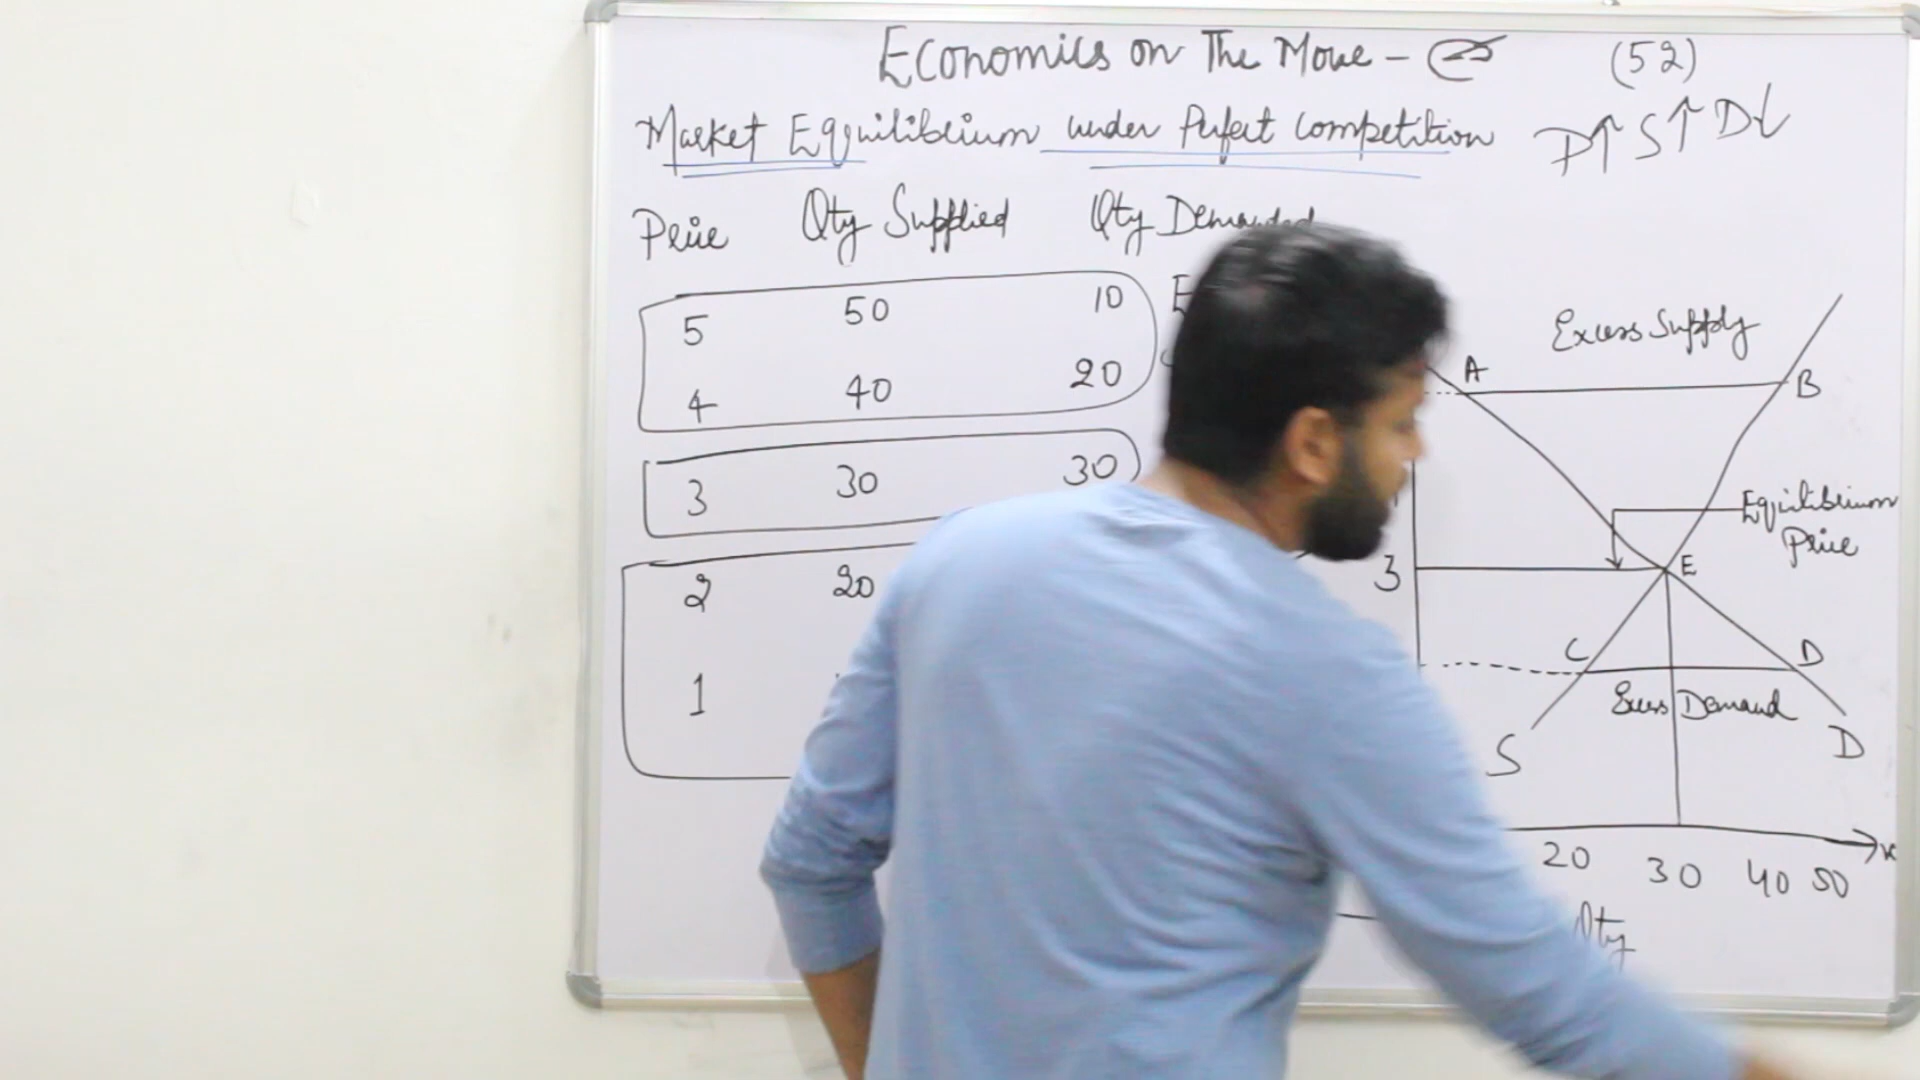 Economics on The Move - (52)
Market Equilibrium under Perfect competition P↑ S↑ D↓
Price Qty Supplied Qty Demanded
5 50 10
4 40 20
3 30 30
2 20
1
Excess Supply
A B
Equilibrium
Price
3 E
C D
Excess Demand
S D
20 30 40 50
Qty